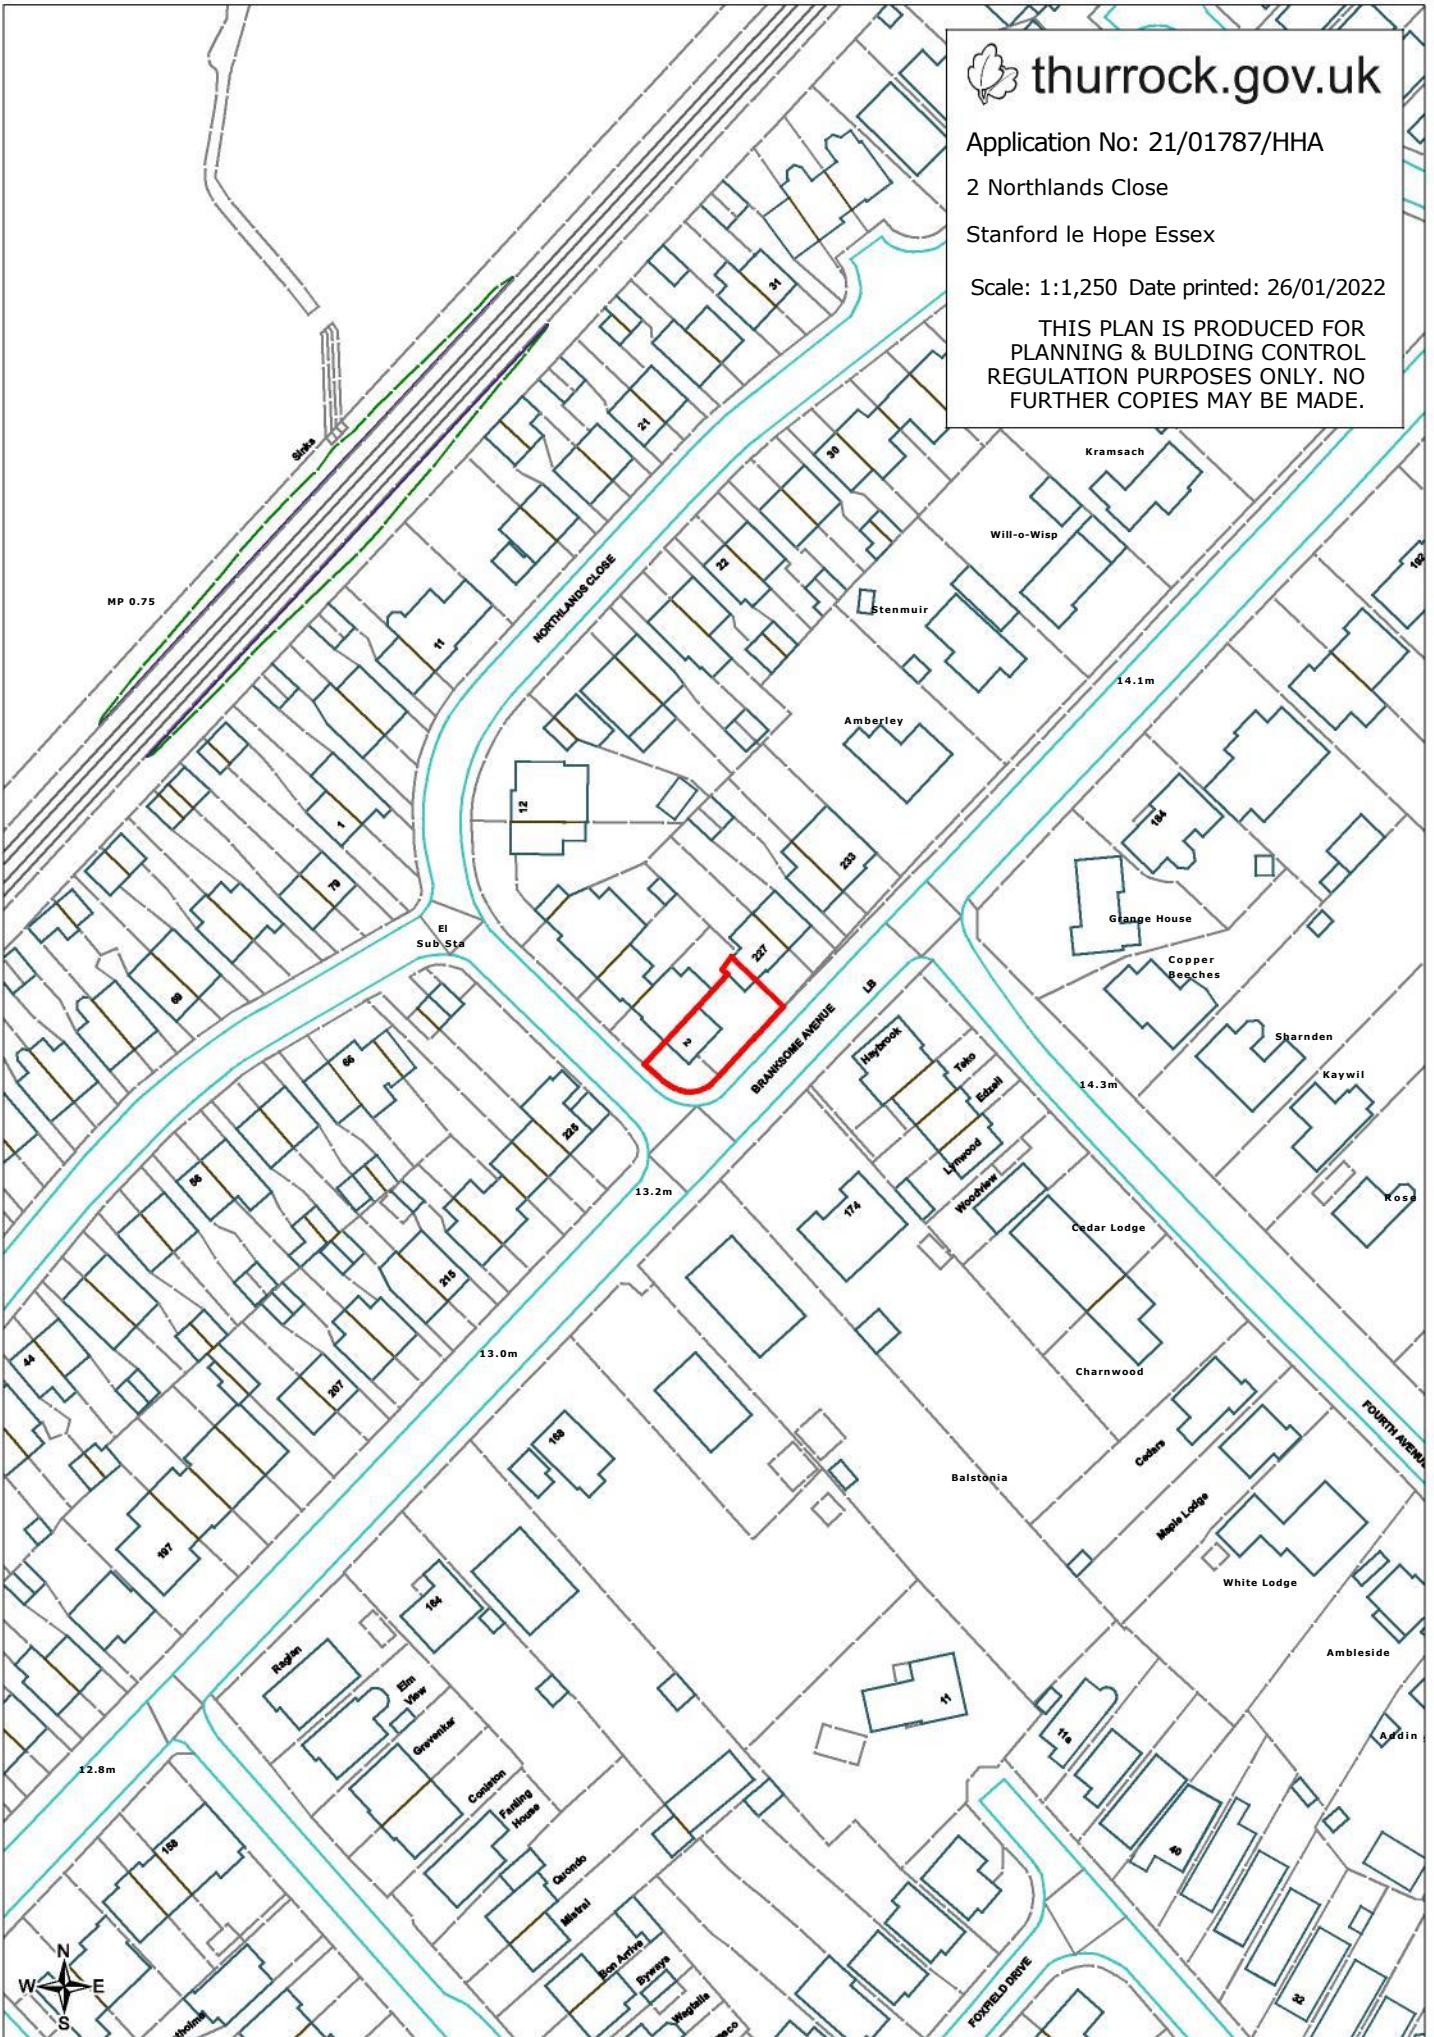 thurrock.gov.uk
Application No: 21/01787/HHA
2 Northlands Close
Stanford le Hope Essex
Scale: 1:1,250 Date printed: 26/01/2022
THIS PLAN IS PRODUCED FOR
PLANNING & BULDING CONTROL
REGULATION PURPOSES ONLY. NO
FURTHER COPIES MAY BE MADE.
31
21
Sinks
30
Kramsach
Will-o-Wisp
22
192
NORTHLANDS CLOSE
MP 0.75
Stenmuir
11
14.1m
Amberley
12
1
184
233
79
Grange House
El
Sub Sta
227
Copper
Beeches
69
LB
BRANKSOME AVENUE
2
Haybrook
Sharnden
66
Teko
Kaywil
Edzell
14.3m
225
Lynwood
56
13.2m
Woodview
Rose
174
Cedar Lodge
215
13.0m
44
207
Charnwood
FOURTH AVENUE
168
Cedars
Balstonia
Maple Lodge
197
White Lodge
164
Raglan
Ambleside
Elm
View
11
Grevenkar
11a
Addin
12.8m
Coniston
Fanling
House
158
40
Quondo
Mistral
Bon Arrive
Byways
Wagtails
FOXFIELD DRIVE
N
W
E
S